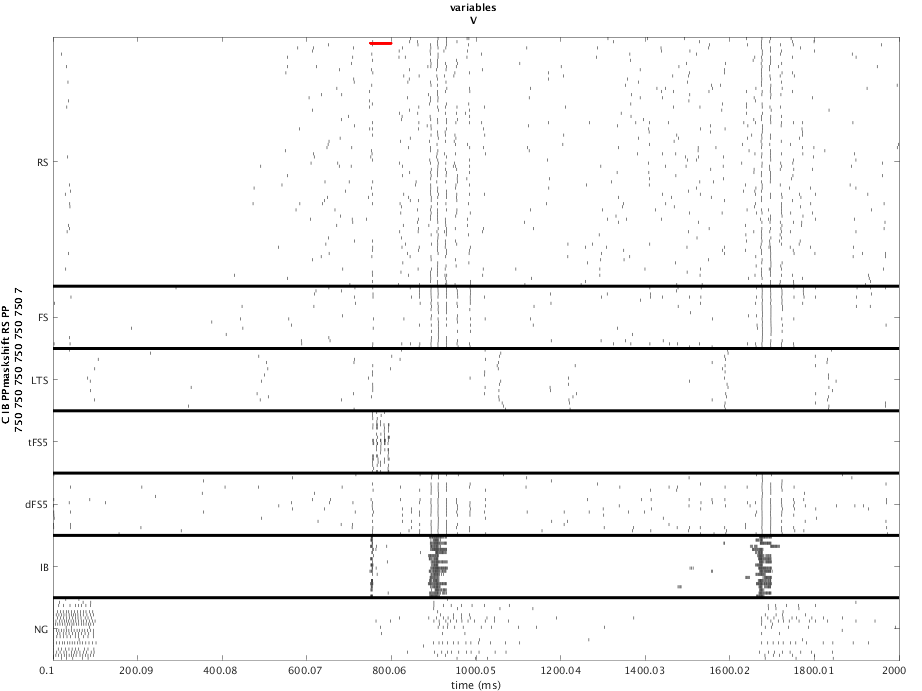 variables
V
C IB PPmaskshift RS PP
750 750 750 750 750 750 7
RS
FS
LTS
tFS5
dFS5
IB
NG
0.1 200.09 400.08 600.07 800.06 1000.05 1200.04 1400.03 1600.02 1800.01 2000
time (ms)